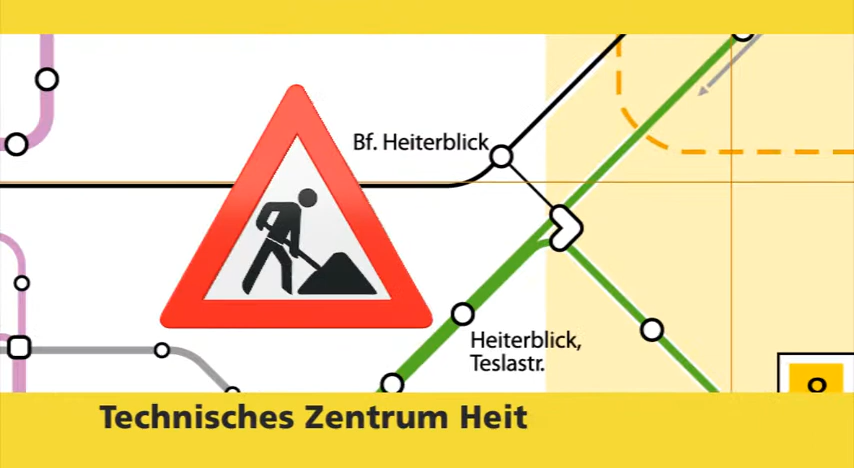 Bf. Heiterblick
Heiterblick,
Teslastr.
Technisches Zentrum Heit